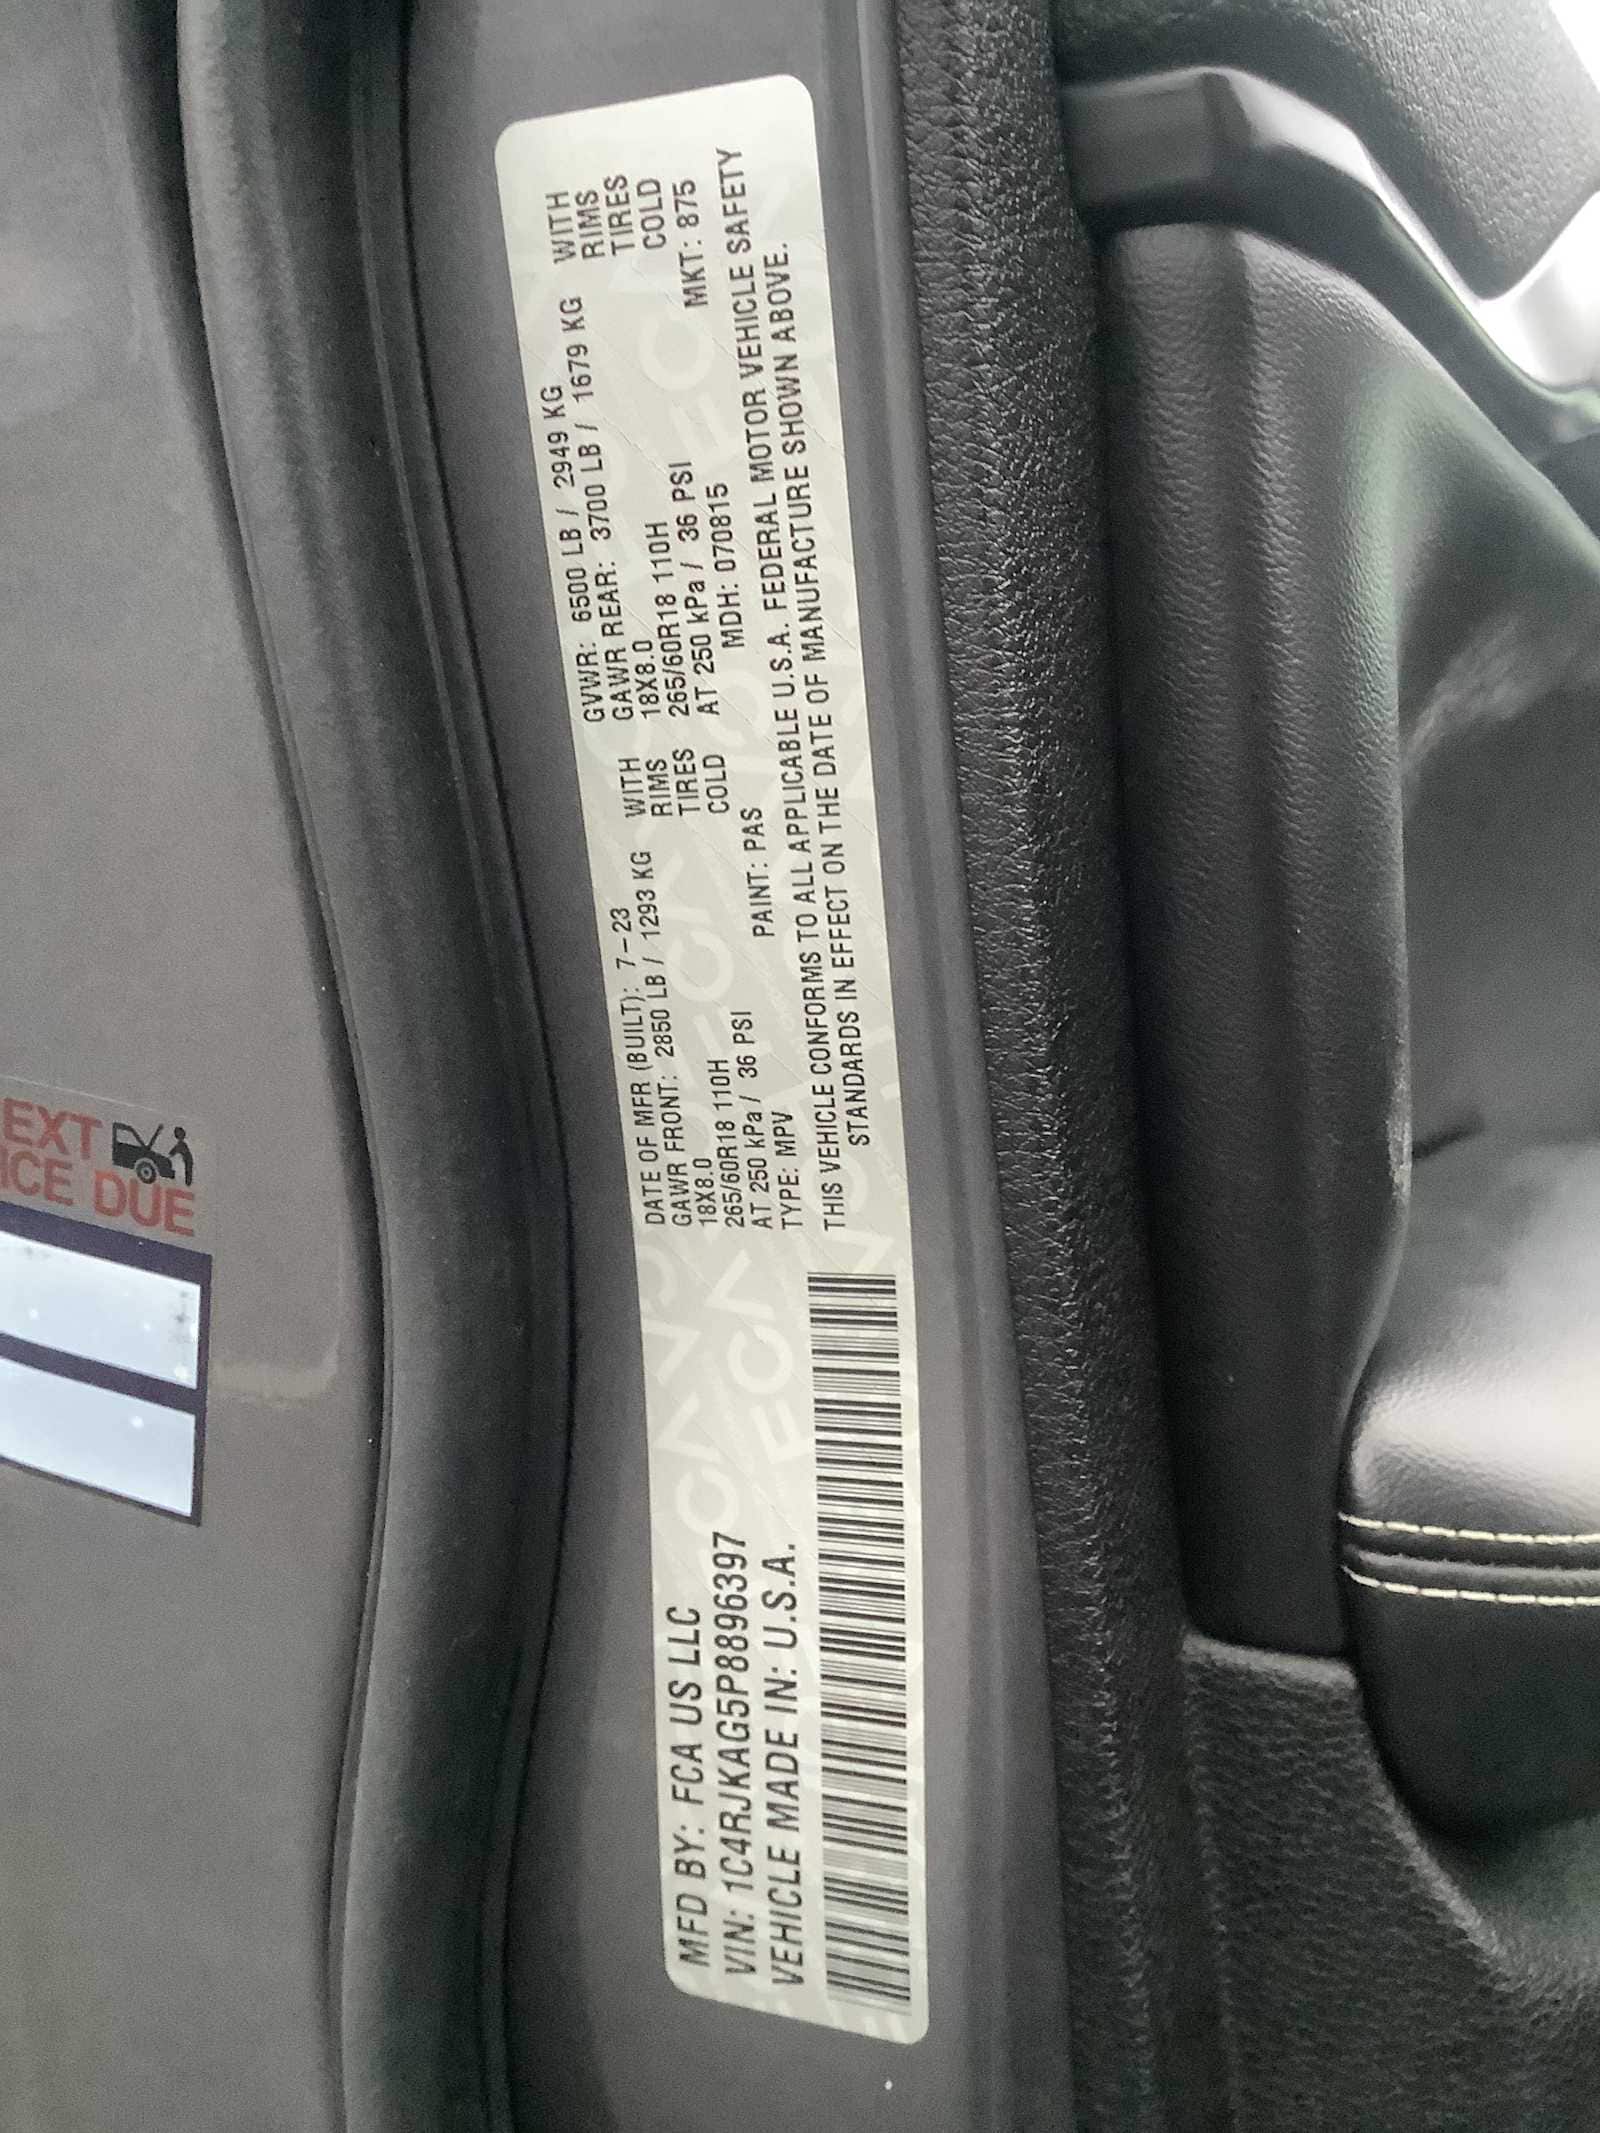 MFD BY: FCA US LLC
VIN: 1C4RJKAG5P8896397
VEHICLE MADE IN: U.S.A.
DATE OF MFR (BUILT): 7-23
GVWR: 6500 LB / 2949 KG
GAWR FRONT: 2850 LB / 1293 KG WITH
GAWR REAR: 3700 LB / 1679 KG WITH
18X8.0 RIMS
18X8.0 RIMS
265/60R18 110H TIRES
265/60R18 110H TIRES
AT 250 kPa / 36 PSI COLD
AT 250 kPa / 36 PSI COLD
TYPE: MPV PAINT: PAS MDH: 070815 MKT: 875
THIS VEHICLE CONFORMS TO ALL APPLICABLE U.S.A. FEDERAL MOTOR VEHICLE SAFETY
STANDARDS IN EFFECT ON THE DATE OF MANUFACTURE SHOWN ABOVE.
EXT
ICE DUE